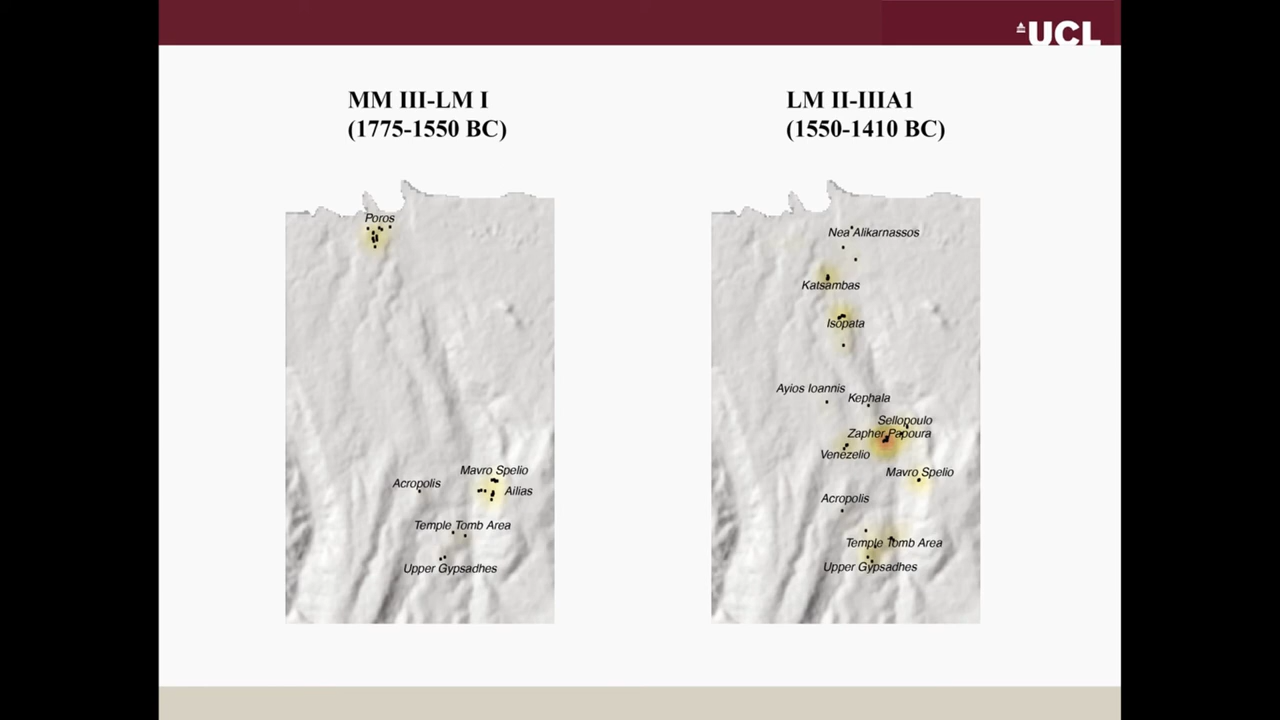 UCL
MM III-LM I
(1775-1550 BC)
Poros
Mavro Spelio
Acropolis
Ailias
Temple Tomb Area
Upper Gypsadhes
LM II-IIIA1
(1550-1410 BC)
Nea Alikarnassos
Katsambas
Isopata
Ayios Ioannis
Kephala
Sellopoulo
Zapher Papoura
Venezelio
Mavro Spelio
Acropolis
Temple Tomb Area
Upper Gypsadhes